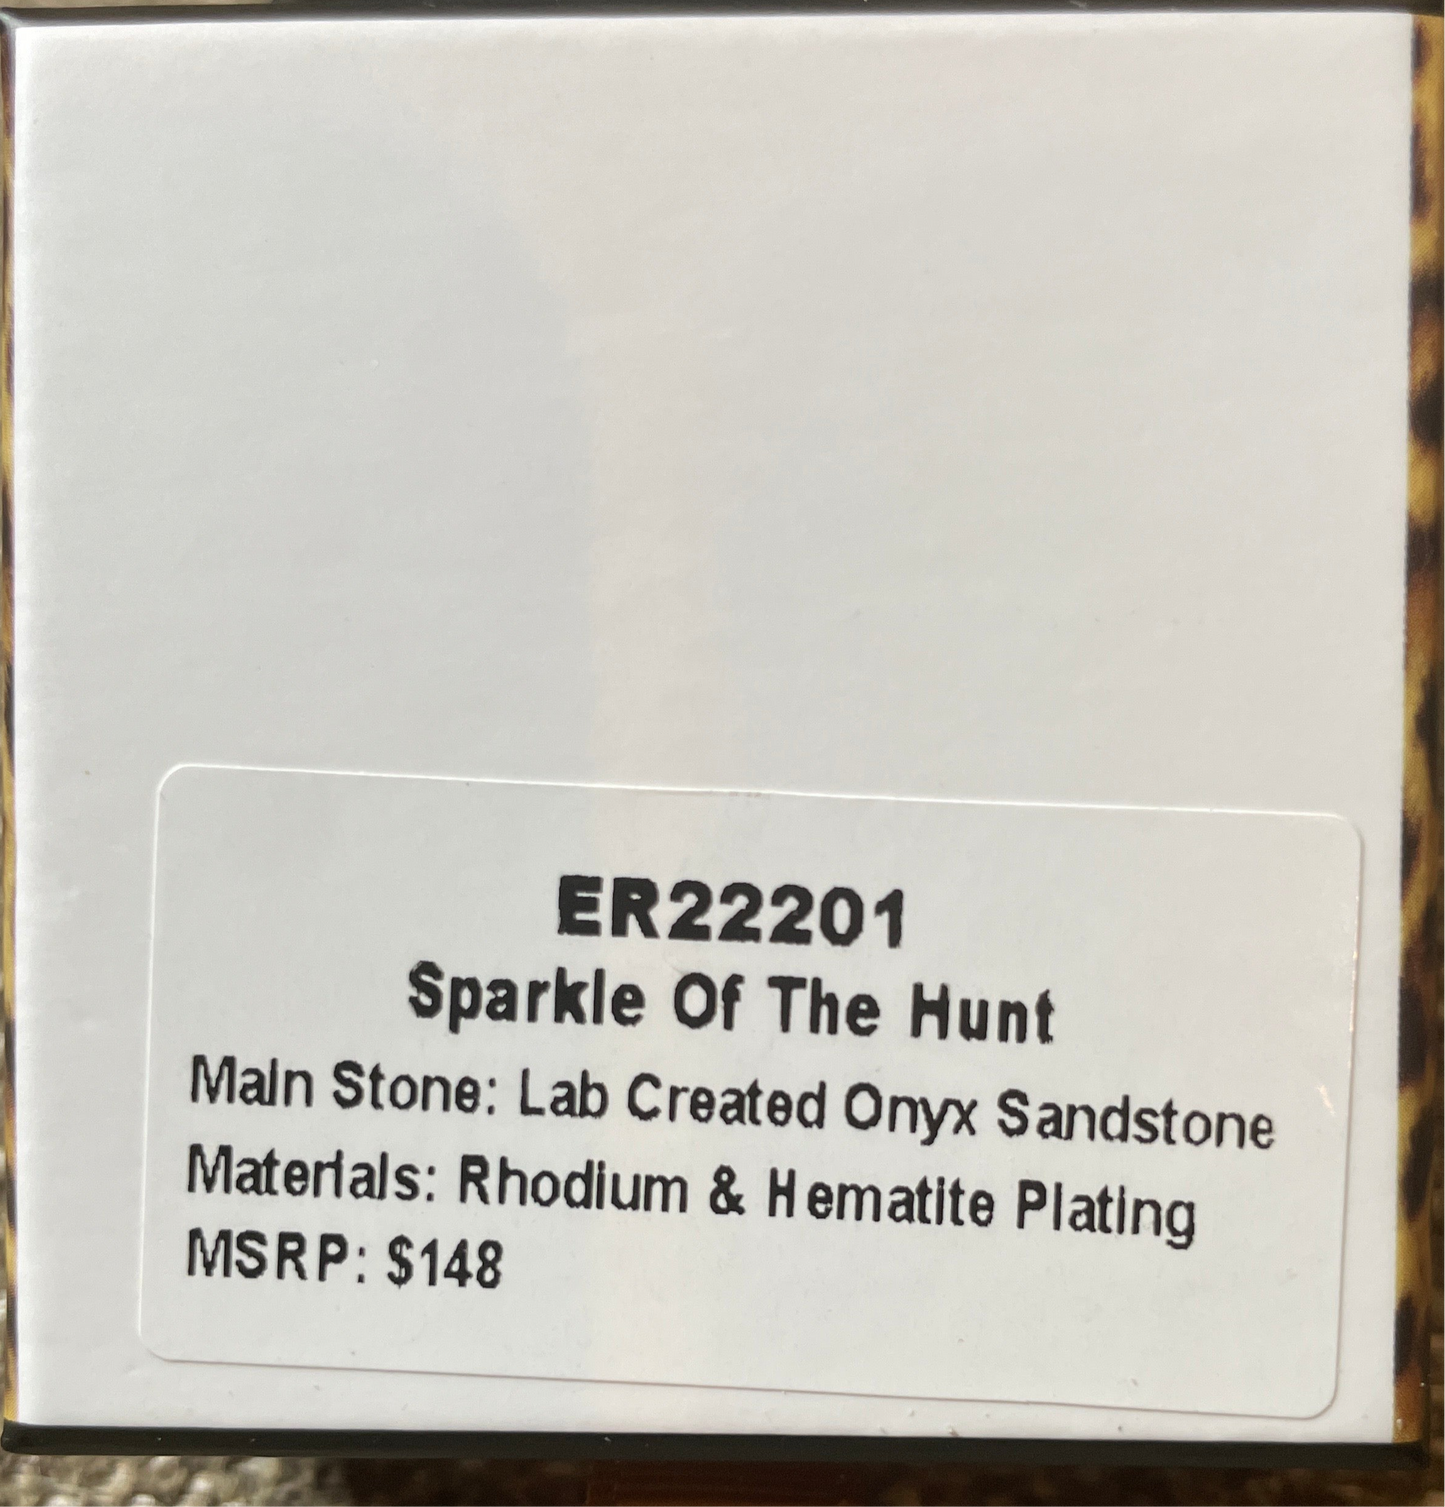 ER22201
Sparkle Of The Hunt
Main Stone: Lab Created Onyx Sandstone
Materials: Rhodium & Hematite Plating
MSRP: $148